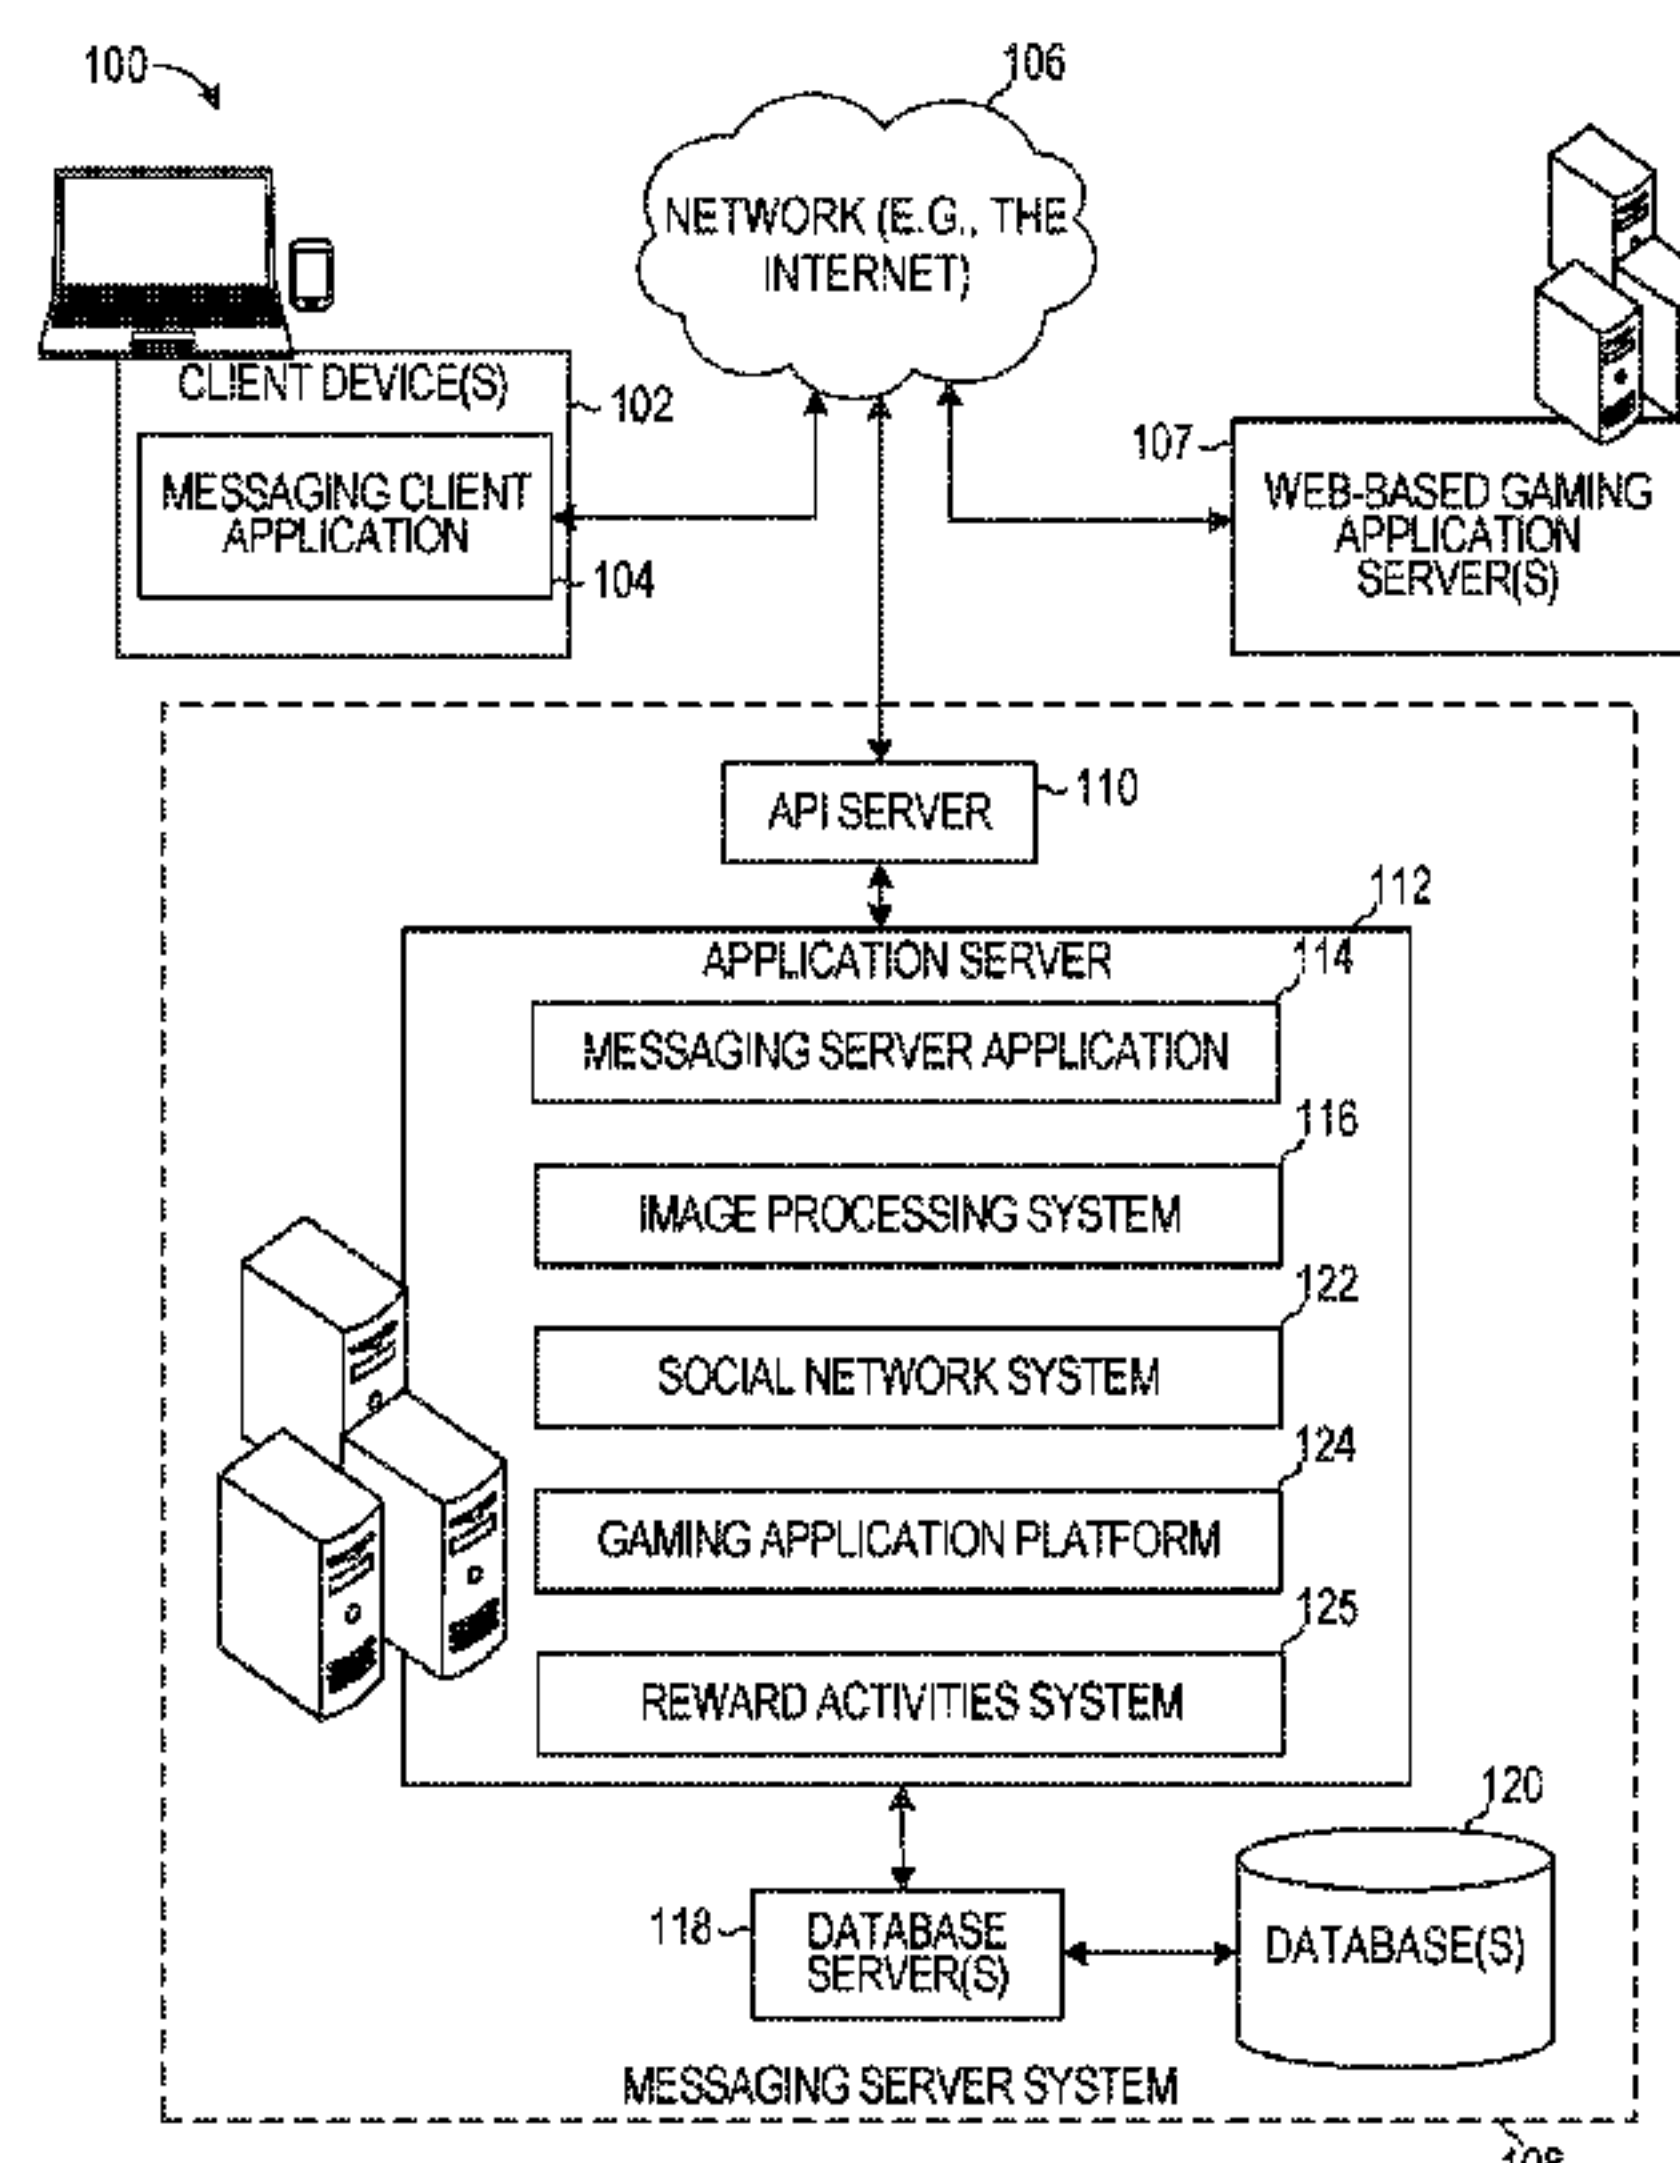 100
106
NETWORK (E.G., THE
INTERNET)
CLIENT DEVICE(S)
102
MESSAGING CLIENT
APPLICATION
104
107
WEB-BASED GAMING
APPLICATION
SERVER(S)
API SERVER
110
112
APPLICATION SERVER
114
MESSAGING SERVER APPLICATION
116
IMAGE PROCESSING SYSTEM
122
SOCIAL NETWORK SYSTEM
124
GAMING APPLICATION PLATFORM
125
REWARD ACTIVITIES SYSTEM
120
118
DATABASE
SERVER(S)
DATABASE(S)
MESSAGING SERVER SYSTEM